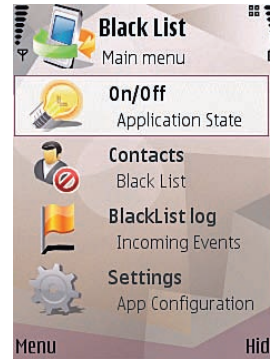 Black List
Main menu
On/Off
Application State
Contacts
Black List
BlackList log
Incoming Events
Settings
App Configuration
Menu
Hid